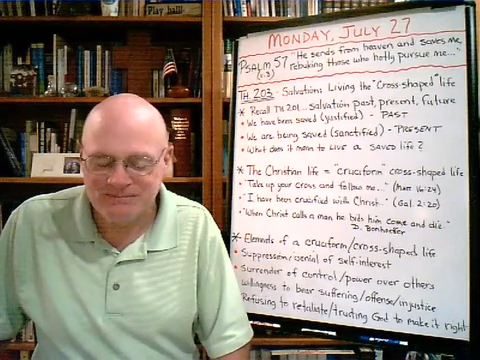 Play ball!
MONDAY, JULY 27
PSALM 57 (v.3) "He sends from heaven and saves me,
rebuking those who hotly pursue me..."
TH 203 - Salvation: Living the "Cross-shaped" life
* Recall TH 201... salvation past, present, future
• We have been saved (justified) - PAST
• We are being saved (sanctified) - PRESENT
• What does it mean to LIVE A SAVED life?
* The Christian life = "cruciform" cross-shaped life
• "Take up your cross and follow me..." (Matt 16:24)
• "I have been crucified with Christ..." (Gal. 2:20)
• "When Christ calls a man he bids him come and die."
D. Bonhoeffer
* Elements of a cruciform/cross-shaped life
• Suppression/denial of self-interest
• Surrender of control/power over others
• Willingness to bear suffering/offense/injustice
• Refusing to retaliate/trusting God to make it right